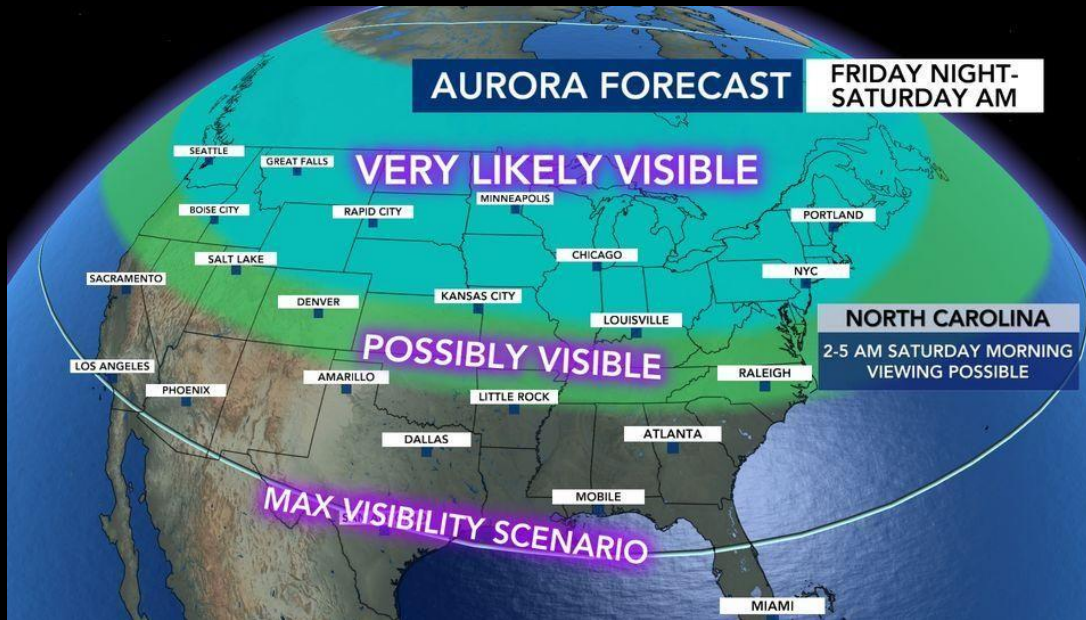 AURORA FORECAST
FRIDAY NIGHT-
SATURDAY AM
SEATTLE
GREAT FALLS
VERY LIKELY VISIBLE
MINNEAPOLIS
BOISE CITY
RAPID CITY
PORTLAND
SALT LAKE
CHICAGO
NYC
SACRAMENTO
DENVER
KANSAS CITY
LOUISVILLE
NORTH CAROLINA
2-5 AM SATURDAY MORNING
VIEWING POSSIBLE
POSSIBLY VISIBLE
LOS ANGELES
PHOENIX
AMARILLO
LITTLE ROCK
RALEIGH
DALLAS
ATLANTA
MAX VISIBILITY SCENARIO
MOBILE
MIAMI